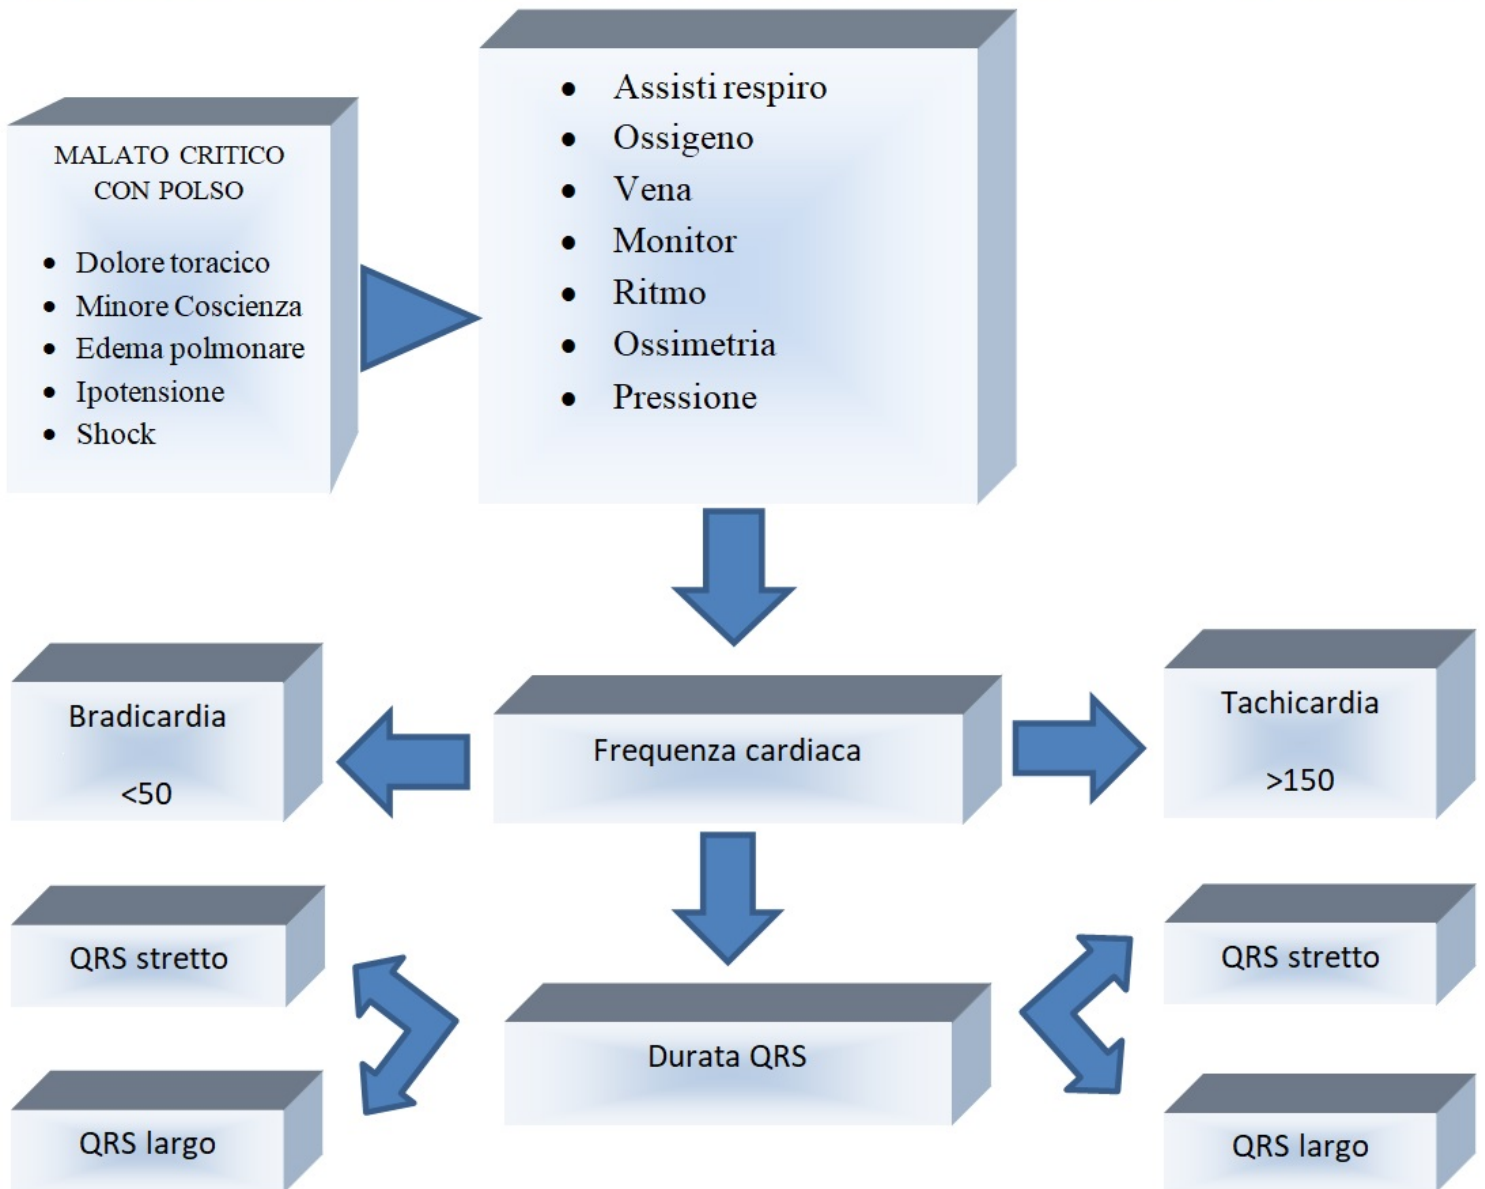 MALATO CRITICO
CON POLSO
• Dolore toracico
• Minore Coscienza
• Edema polmonare
• Ipotensione
• Shock
• Assisti respiro
• Ossigeno
• Vena
• Monitor
• Ritmo
• Ossimetria
• Pressione
Bradicardia
<50
Frequenza cardiaca
Tachicardia
>150
QRS stretto
QRS largo
Durata QRS
QRS stretto
QRS largo